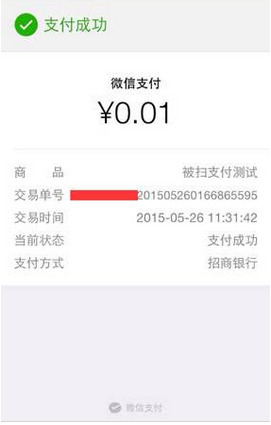 支付成功
微信支付
¥0.01
商 品 被扫支付测试
交易单号 201505260166865595
交易时间 2015-05-26 11:31:42
当前状态 支付成功
支付方式 招商银行
微信支付